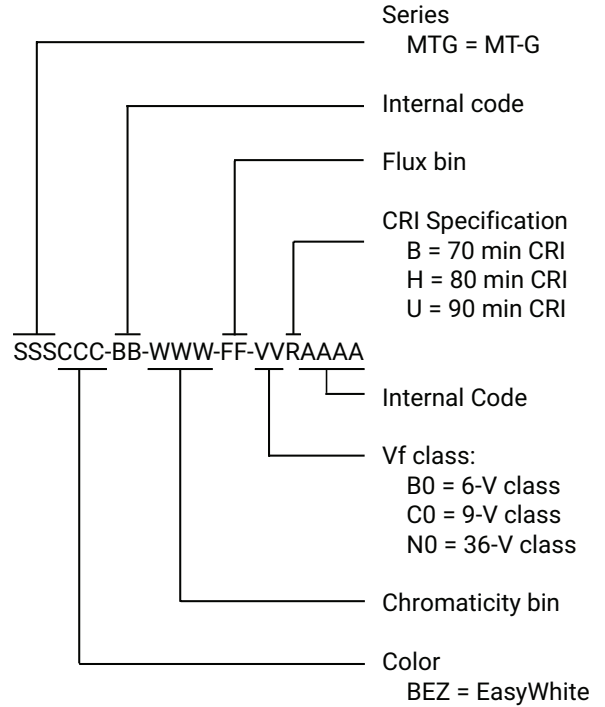 Series
MTG = MT-G
Internal code
Flux bin
CRI Specification
B = 70 min CRI
H = 80 min CRI
U = 90 min CRI
SSSCCC-BB-WWW-FF-VVRAAAA
Internal Code
Vf class:
B0 = 6-V class
C0 = 9-V class
N0 = 36-V class
Chromaticity bin
Color
BEZ = EasyWhite